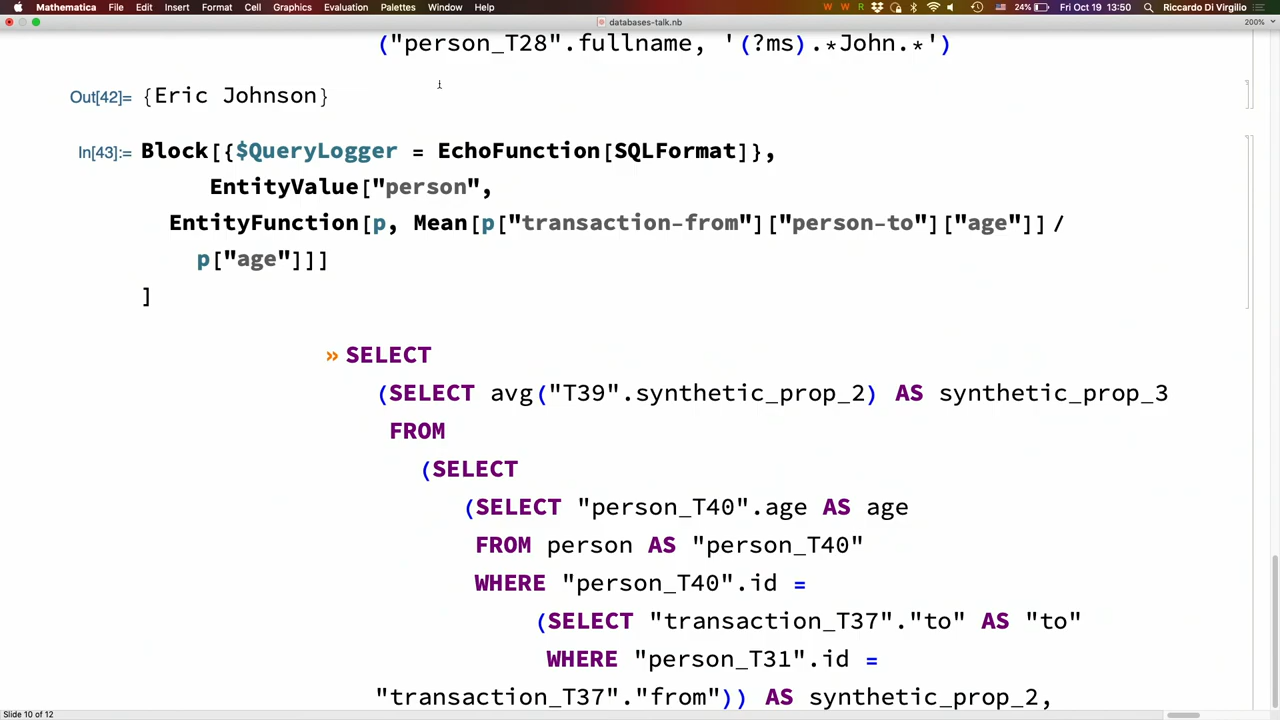 Mathematica File Edit Insert Format Cell Graphics Evaluation Palettes Window Help 24% Fri Oct 19 13:50 Riccardo Di Virgilio
databases-talk.nb 200%
("person_T28".fullname, '(?ms).*John.*')
Out[42]= {Eric Johnson}
In[43]:= Block[{$QueryLogger = EchoFunction[SQLFormat]},
EntityValue["person",
EntityFunction[p, Mean[p["transaction-from"]["person-to"]["age"]] /
p["age"]]]
]
» SELECT
(SELECT avg("T39".synthetic_prop_2) AS synthetic_prop_3
FROM
(SELECT
(SELECT "person_T40".age AS age
FROM person AS "person_T40"
WHERE "person_T40".id =
(SELECT "transaction_T37"."to" AS "to"
WHERE "person_T31".id =
"transaction_T37"."from")) AS synthetic_prop_2,
Slide 10 of 12